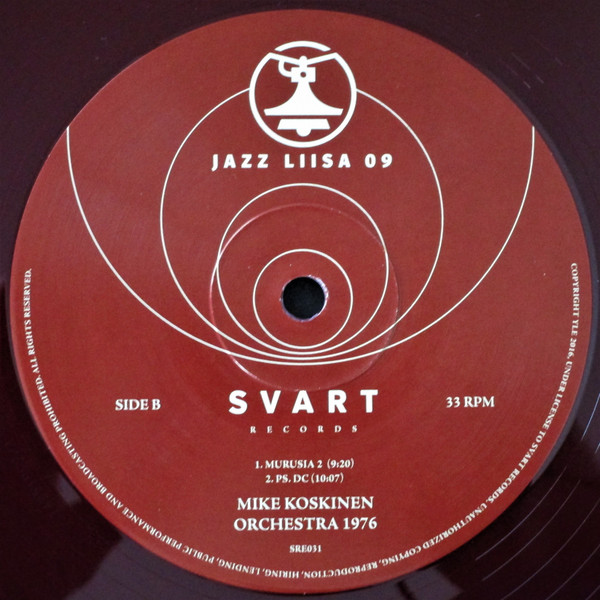 JAZZ LIISA 09
SIDE B
SVART
RECORDS
33 RPM
1. MURUSIA 2 (9:20)
2. PS. DC (10:07)
MIKE KOSKINEN
ORCHESTRA 1976
SRE031
COPYRIGHT YLE 2016, UNDER LICENSE TO SVART RECORDS. UNAUTHORIZED COPYING, REPRODUCTION, HIRING, LENDING, PUBLIC PERFORMANCE AND BROADCASTING PROHIBITED. ALL RIGHTS RESERVED.